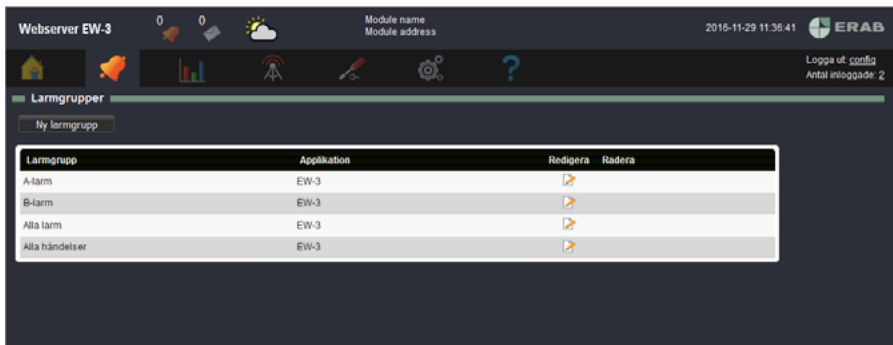 Webserver EW-3
0
0
Module name
Module address
2016-11-29 11:36:41
ERAB
Logga ut: config
Antal inloggade: 2
Larmgrupper
Ny larmgrupp
Larmgrupp Applikation Redigera Radera
A-larm EW-3
B-larm EW-3
Alla larm EW-3
Alla händelser EW-3